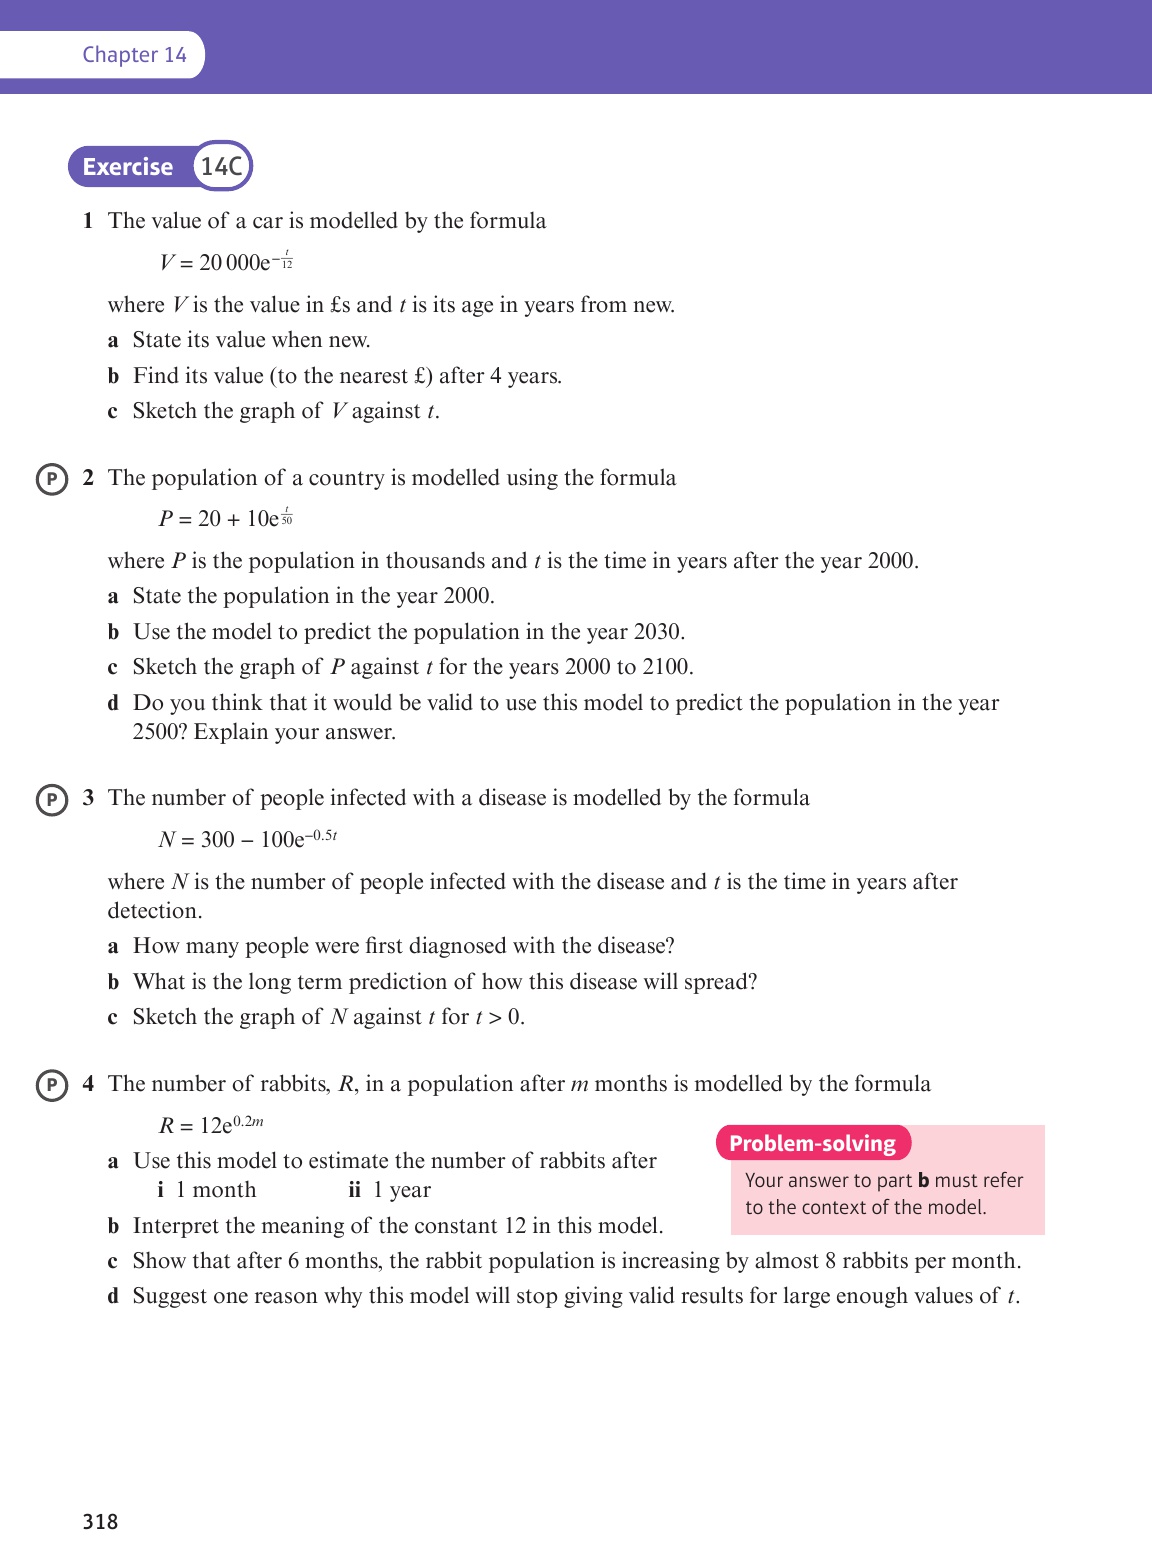 Chapter 14
Exercise 14C
1 The value of a car is modelled by the formula
V = 20 000e^{−\frac{t}{12}}
where V is the value in £s and t is its age in years from new.
a State its value when new.
b Find its value (to the nearest £) after 4 years.
c Sketch the graph of V against t.
P 2 The population of a country is modelled using the formula
P = 20 + 10e^{\frac{t}{50}}
where P is the population in thousands and t is the time in years after the year 2000.
a State the population in the year 2000.
b Use the model to predict the population in the year 2030.
c Sketch the graph of P against t for the years 2000 to 2100.
d Do you think that it would be valid to use this model to predict the population in the year
2500? Explain your answer.
P 3 The number of people infected with a disease is modelled by the formula
N = 300 − 100e^{−0.5t}
where N is the number of people infected with the disease and t is the time in years after
detection.
a How many people were first diagnosed with the disease?
b What is the long term prediction of how this disease will spread?
c Sketch the graph of N against t for t > 0.
P 4 The number of rabbits, R, in a population after m months is modelled by the formula
R = 12e^{0.2m}
a Use this model to estimate the number of rabbits after
i 1 month ii 1 year
b Interpret the meaning of the constant 12 in this model.
Problem-solving
Your answer to part b must refer
to the context of the model.
c Show that after 6 months, the rabbit population is increasing by almost 8 rabbits per month.
d Suggest one reason why this model will stop giving valid results for large enough values of t.
318